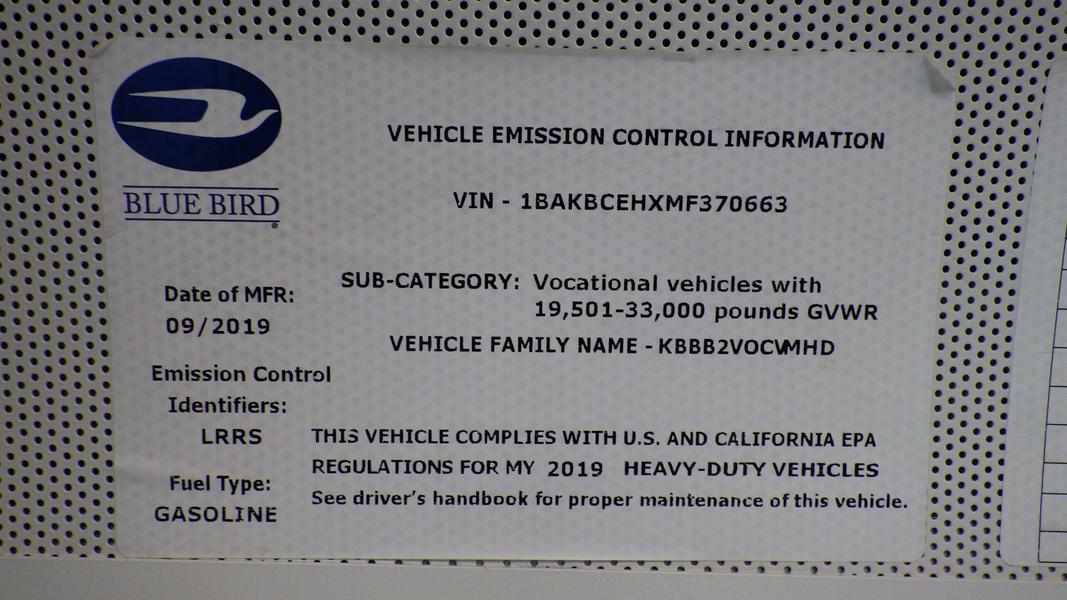 BLUE BIRD®
VEHICLE EMISSION CONTROL INFORMATION
VIN - 1BAKBCEHXMF370663
SUB-CATEGORY: Vocational vehicles with
19,501-33,000 pounds GVWR
VEHICLE FAMILY NAME - KBBB2VOCVMHD
Date of MFR:
09/2019
Emission Control
Identifiers:
LRRS
Fuel Type:
GASOLINE
THIS VEHICLE COMPLIES WITH U.S. AND CALIFORNIA EPA
REGULATIONS FOR MY 2019 HEAVY-DUTY VEHICLES
See driver's handbook for proper maintenance of this vehicle.